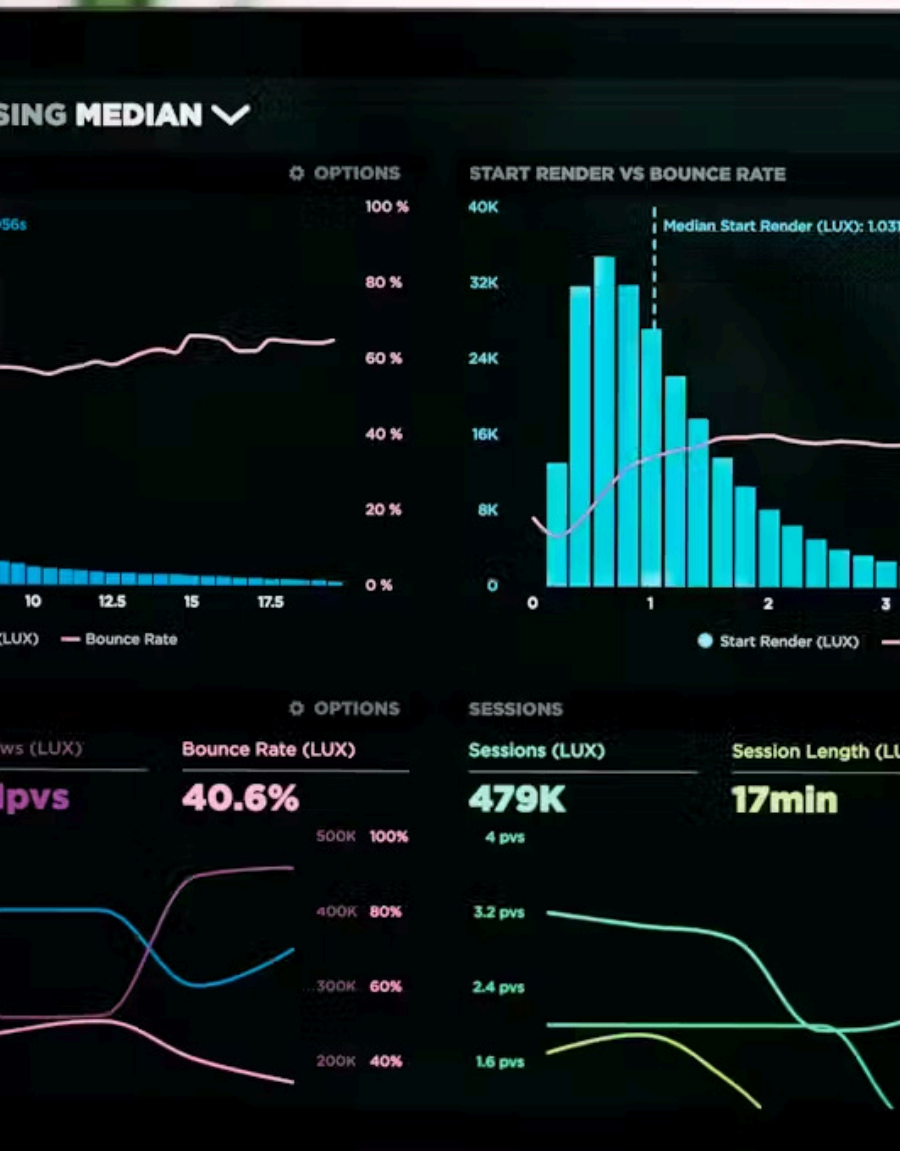 SING MEDIAN
OPTIONS
56s
100 %
80 %
60 %
40 %
20 %
0 %
10 12.5 15 17.5
(LUX) Bounce Rate
START RENDER VS BOUNCE RATE
40K
Median Start Render (LUX): 1.031
32K
24K
16K
8K
0
0 1 2 3
Start Render (LUX)
OPTIONS
ws (LUX)
pvs
Bounce Rate (LUX)
40.6%
500K 100%
400K 80%
300K 60%
200K 40%
SESSIONS
Sessions (LUX)
479K
Session Length (LU
17min
4 pvs
3.2 pvs
2.4 pvs
1.6 pvs